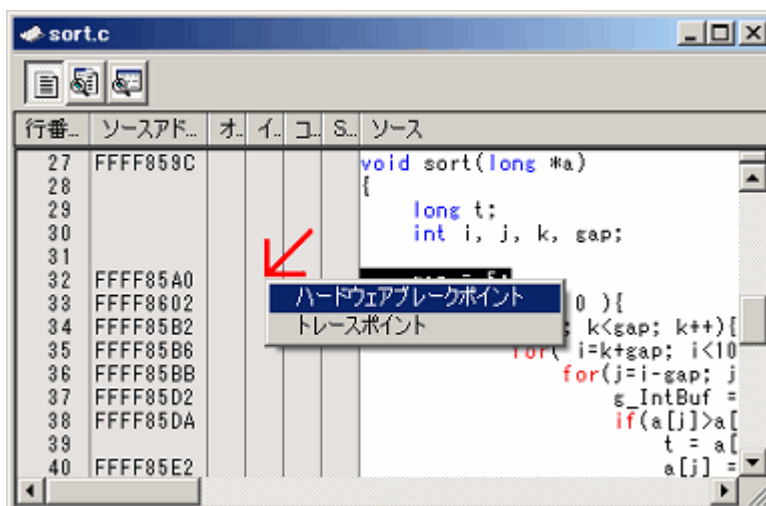 sort.c
行番... ソースアド... オ.. イ.. コ.. S... ソース
27 FFFF859C void sort(long *a)
28 {
29 long t;
30 int i, j, k, gap;
31
32 FFFF85A0
ハードウェアブレークポイント
33 FFFF8602 0 ){
トレースポイント
34 FFFF85B2 ; k<gap; k++){
35 FFFF85B6 for( i=k+gap; i<10
36 FFFF85BB for(j=i-gap; j
37 FFFF85D2 g_IntBuf =
38 FFFF85DA if(a[j]>a[
39 t = a[
40 FFFF85E2 a[j] =